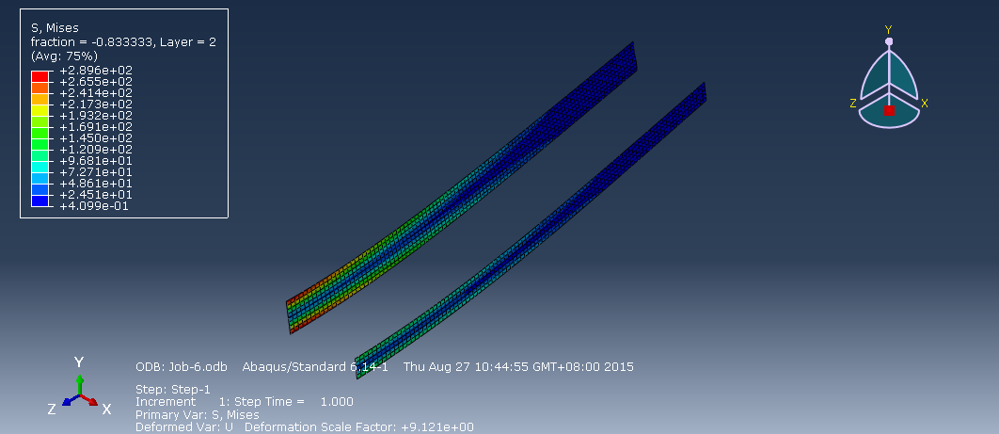 S, Mises
fraction = -0.833333, Layer = 2
(Avg: 75%)
+2.896e+02
+2.655e+02
+2.414e+02
+2.173e+02
+1.932e+02
+1.691e+02
+1.450e+02
+1.209e+02
+9.681e+01
+7.271e+01
+4.861e+01
+2.451e+01
+4.099e-01
Y
Z
X
Y
Z
X
ODB: Job-6.odb Abaqus/Standard 6.14-1 Thu Aug 27 10:44:55 GMT+08:00 2015
Step: Step-1
Increment 1: Step Time = 1.000
Primary Var: S, Mises
Deformed Var: U Deformation Scale Factor: +9.121e+00